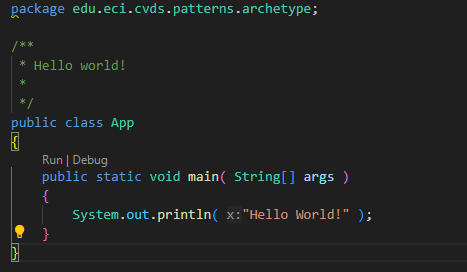 package edu.eci.cvds.patterns.archetype;
/**
 * Hello world!
 *
 */
public class App
{
Run | Debug
    public static void main( String[] args )
    {
        System.out.println( x:"Hello World!" );
    }
}